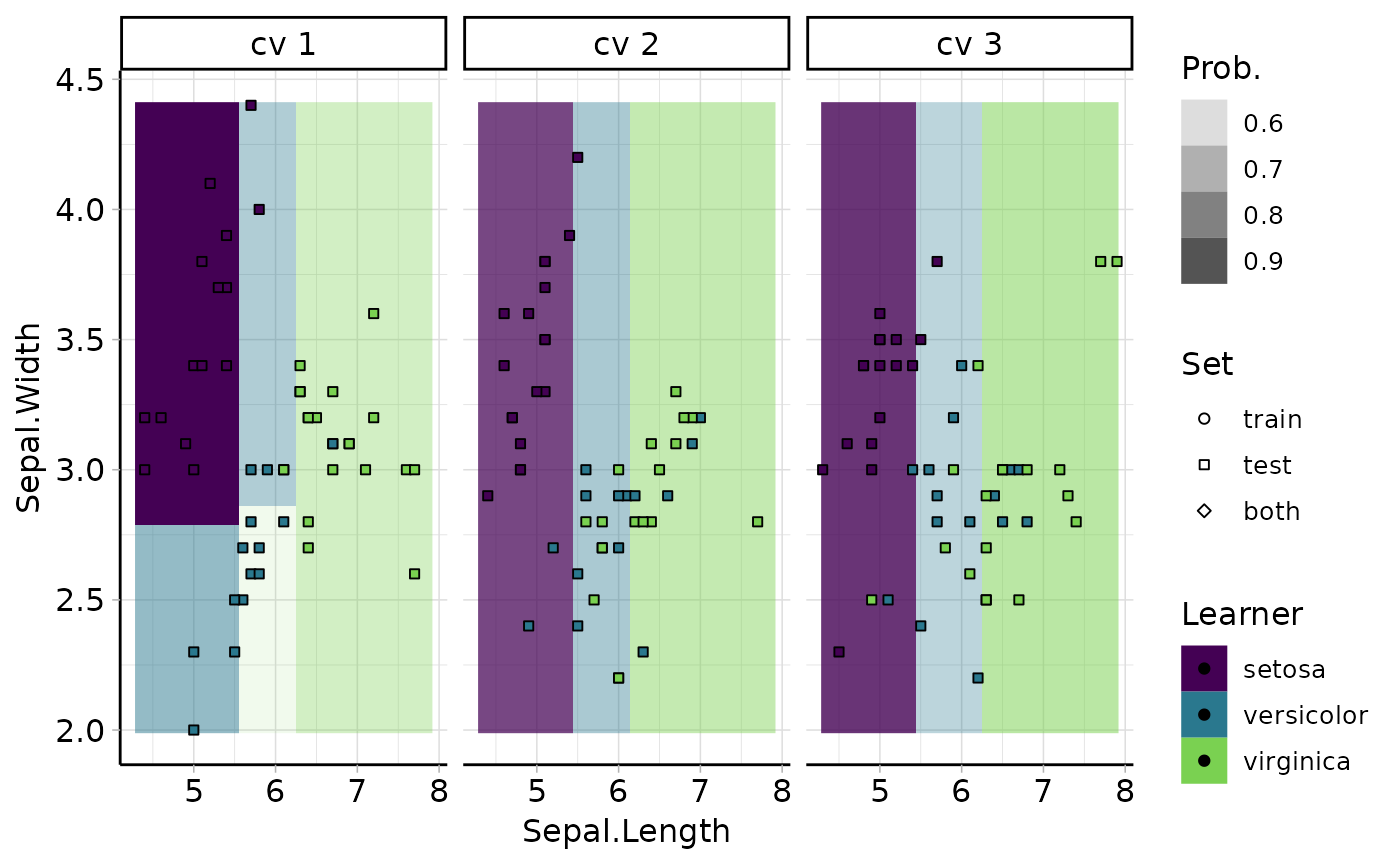 cv 1
cv 2
cv 3
4.5
4.0
3.5
3.0
2.5
2.0
Sepal.Width
5 6 7 8
5 6 7 8
5 6 7 8
Sepal.Length
Prob.
0.6
0.7
0.8
0.9
Set
train
test
both
Learner
setosa
versicolor
virginica